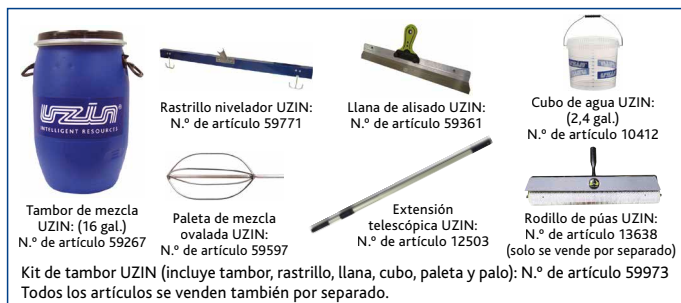 uzin®
INTELLIGENT RESOURCES
Tambor de mezcla
UZIN: (16 gal.)
N.º de artículo 59267
Rastrillo nivelador UZIN:
N.º de artículo 59771
Llana de alisado UZIN:
N.º de artículo 59361
Cubo de agua UZIN:
(2,4 gal.)
N.º de artículo 10412
Paleta de mezcla
ovalada UZIN:
N.º de artículo 59597
Extensión
telescópica UZIN:
N.º de artículo 12503
Rodillo de púas UZIN:
N.º de artículo 13638
(solo se vende por separado)
Kit de tambor UZIN (incluye tambor, rastrillo, llana, cubo, paleta y palo): N.º de artículo 59973
Todos los artículos se venden también por separado.